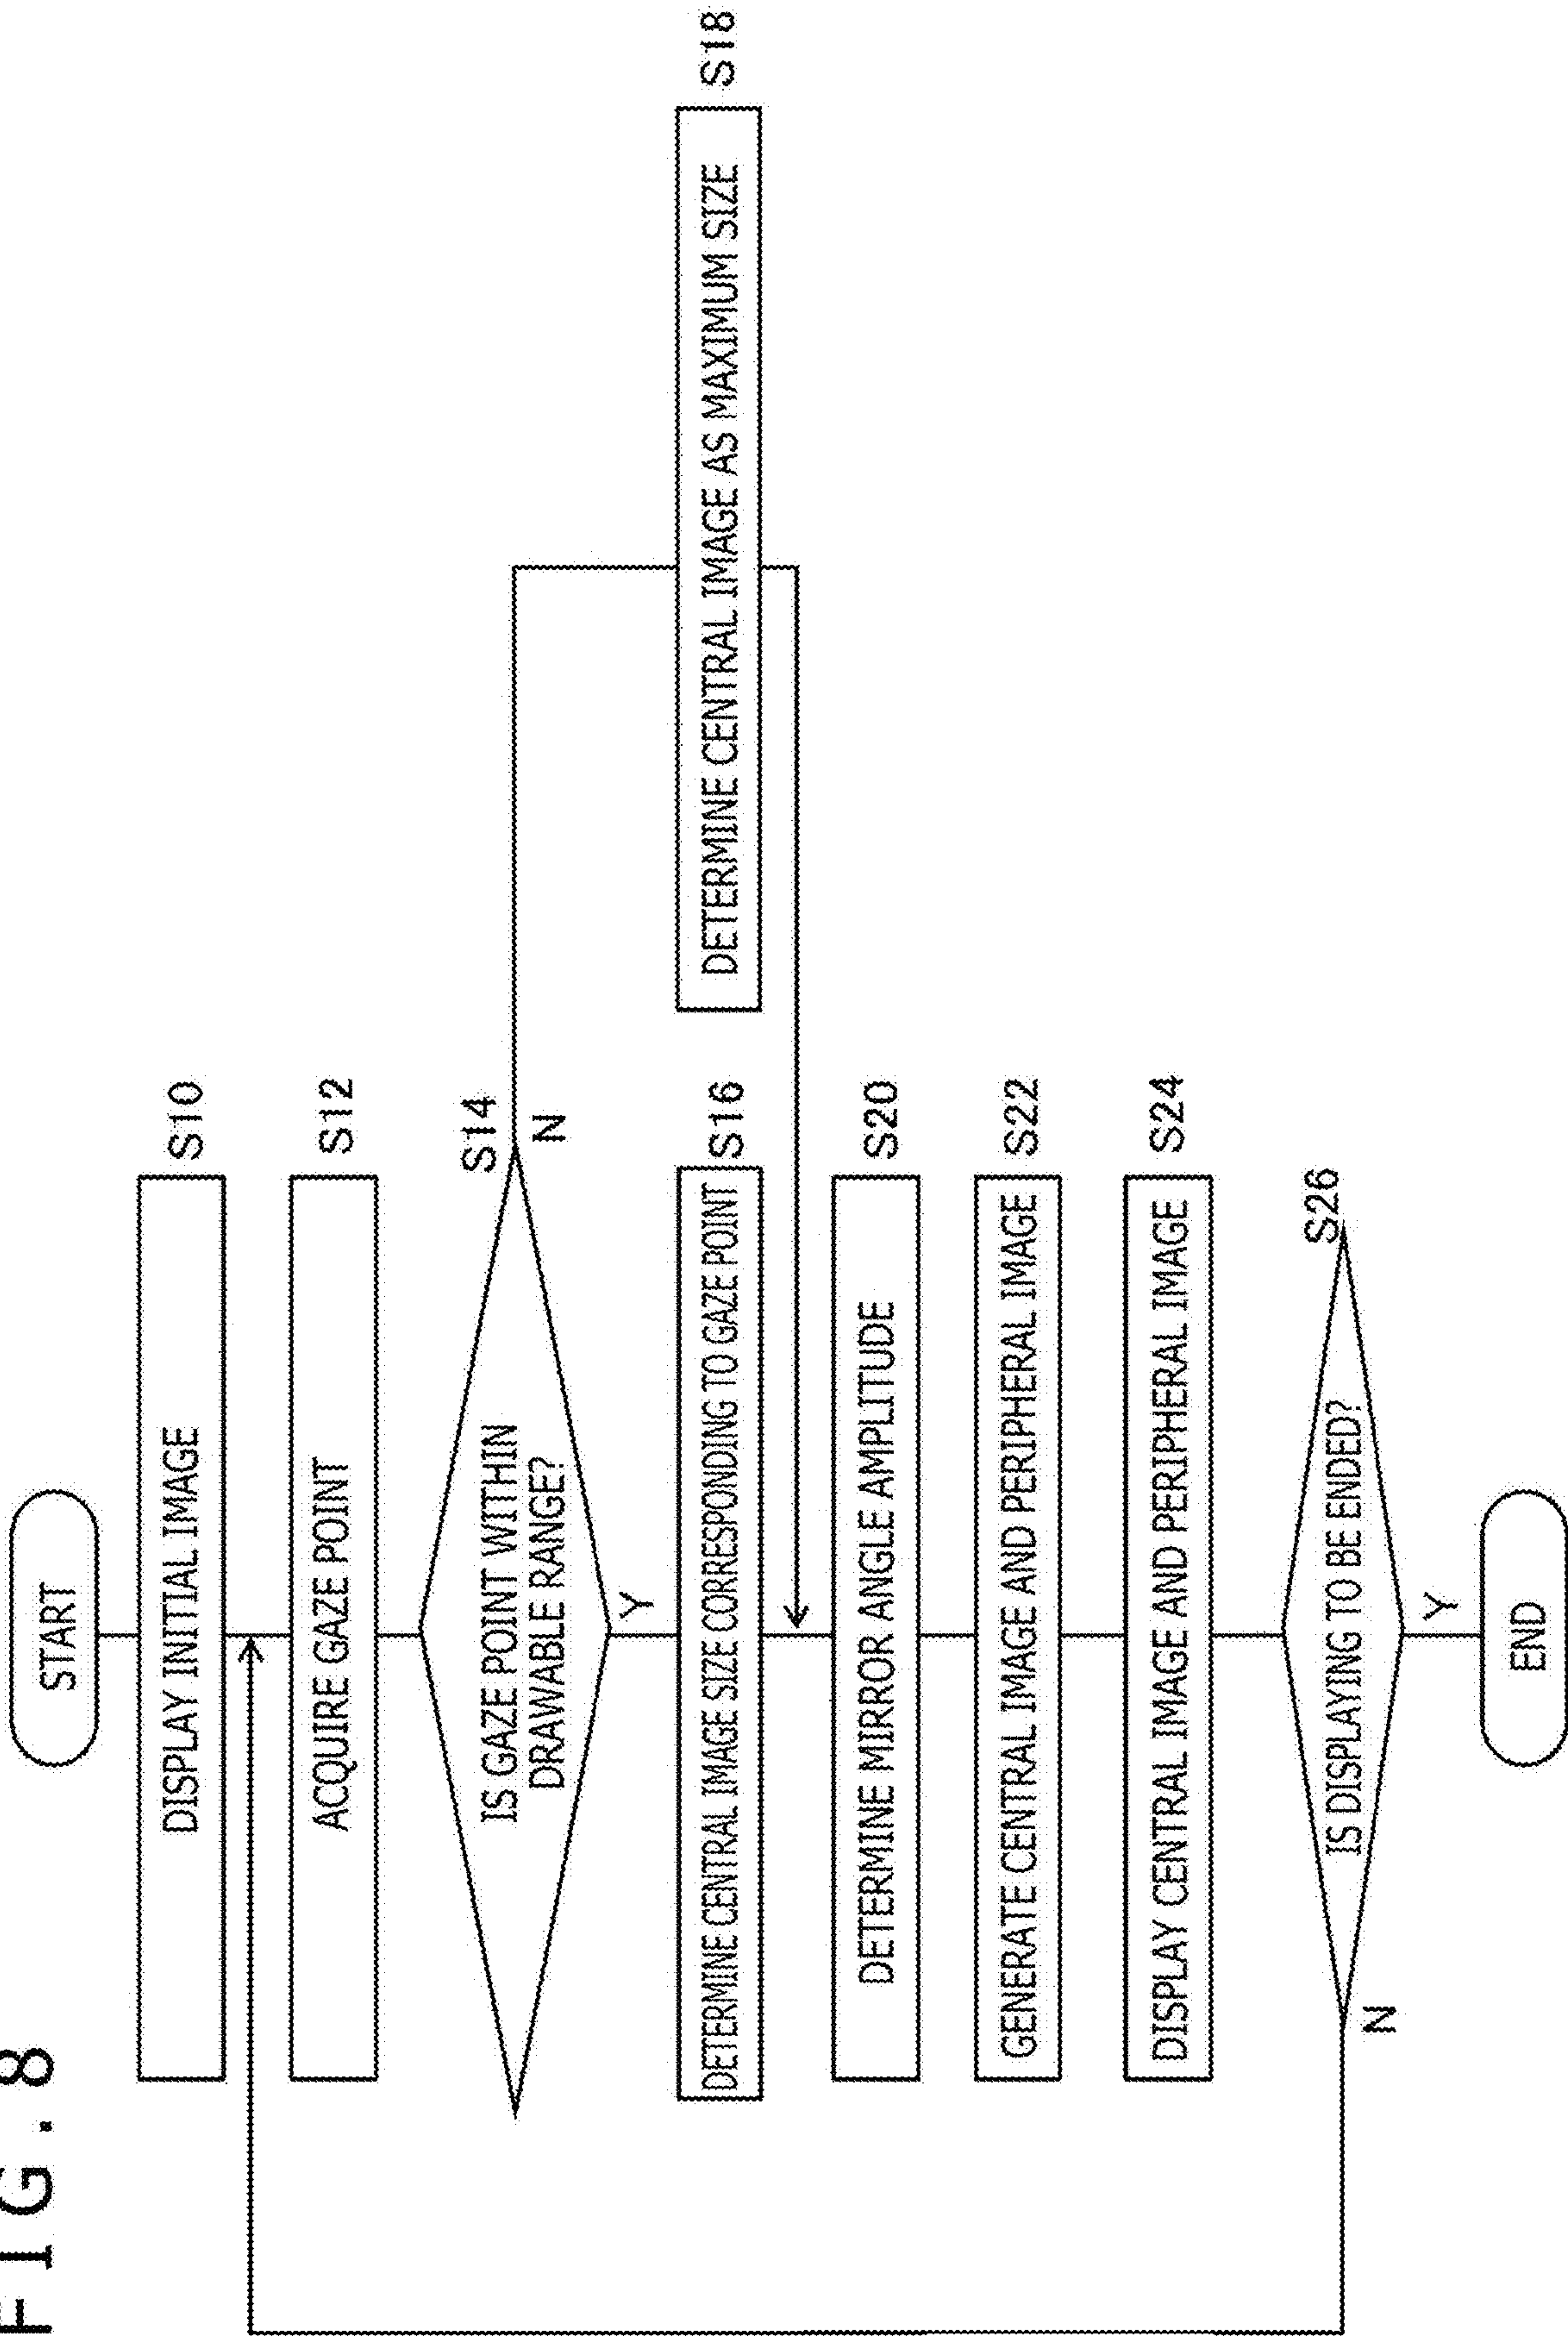 FIG.8
START
DISPLAY INITIAL IMAGE
S10
ACQUIRE GAZE POINT
S12
S14
IS GAZE POINT WITHIN
DRAWABLE RANGE?
N
Y
DETERMINE CENTRAL IMAGE SIZE CORRESPONDING TO GAZE POINT
S16
DETERMINE CENTRAL IMAGE AS MAXIMUM SIZE
S18
DETERMINE MIRROR ANGLE AMPLITUDE
S20
GENERATE CENTRAL IMAGE AND PERIPHERAL IMAGE
S22
DISPLAY CENTRAL IMAGE AND PERIPHERAL IMAGE
S24
S26
IS DISPLAYING TO BE ENDED?
N
Y
END